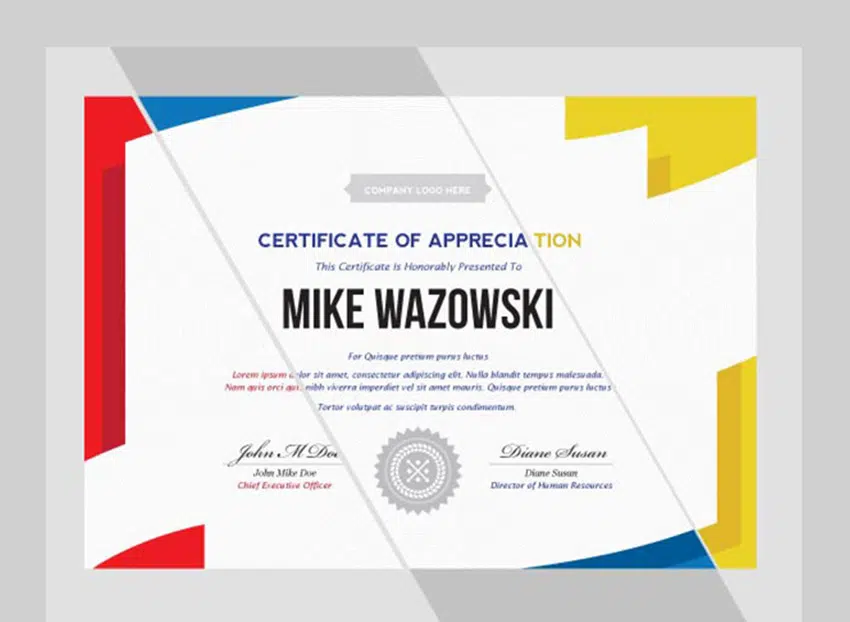 COMPANY LOGO HERE
CERTIFICATE OF APPRECIATION
This Certificate is Honorably Presented To
MIKE WAZOWSKI
For Quisque pretium purus luctus
Lorem ipsum dolor sit amet, consectetur adipiscing elit. Nulla blandit tempus malesuada.
Nam quis orci qui. nibh viverra imperdiet vel sit amet mauris. Quisque pretium purus luctus
Tortor volutpat ac suscipit turpis condimentum.
John M Doe Diane Susan
John Mike Doe Diane Susan
Chief Executive Officer Director of Human Resources